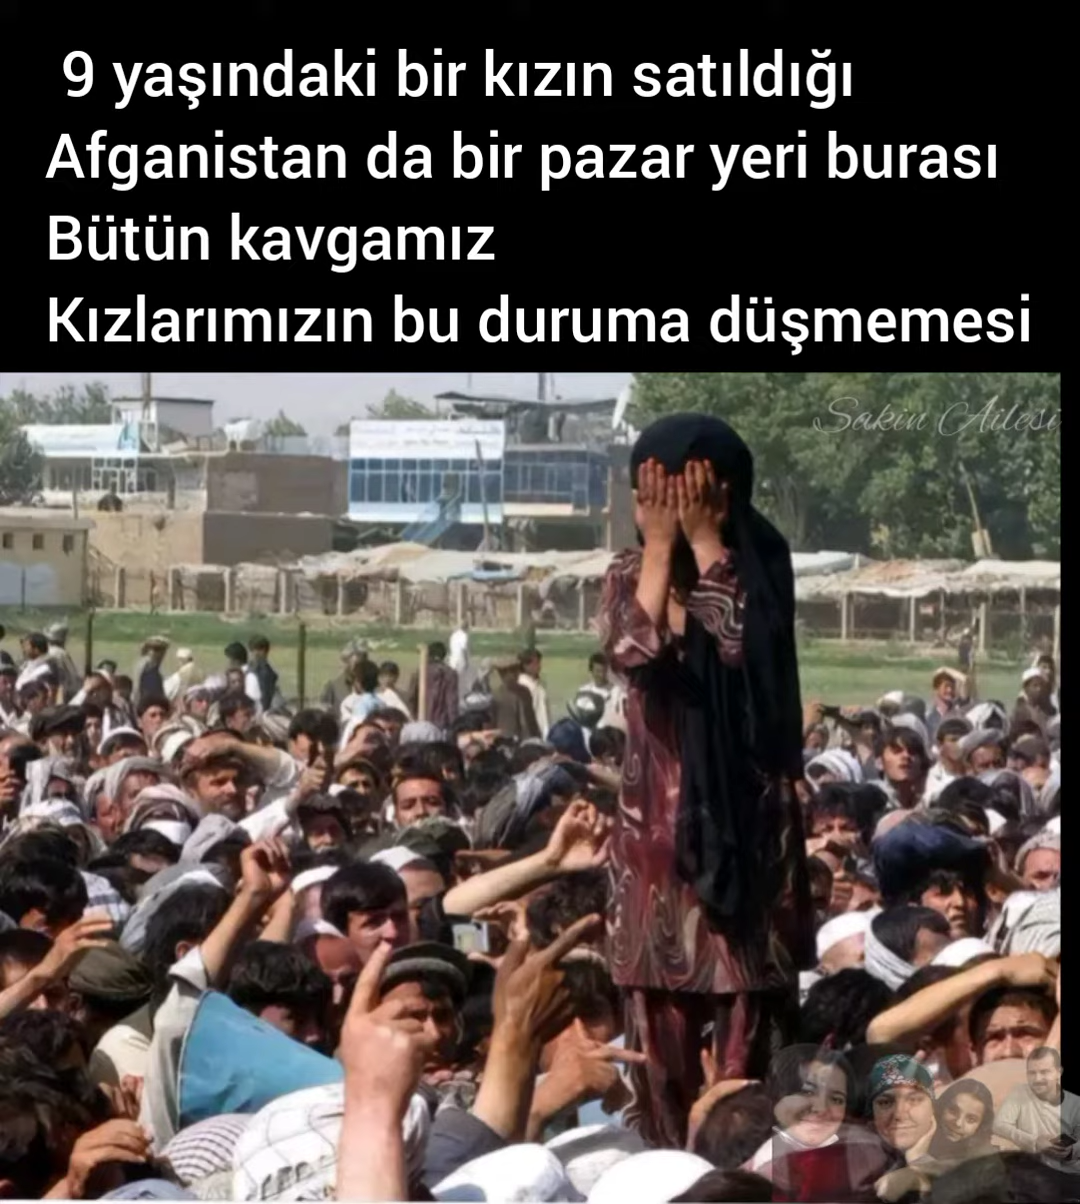 9 yaşındaki bir kızın satıldığı
Afganistan da bir pazar yeri burası
Bütün kavgamız
Kızlarımızın bu duruma düşmemesi
Sakin Ailesi